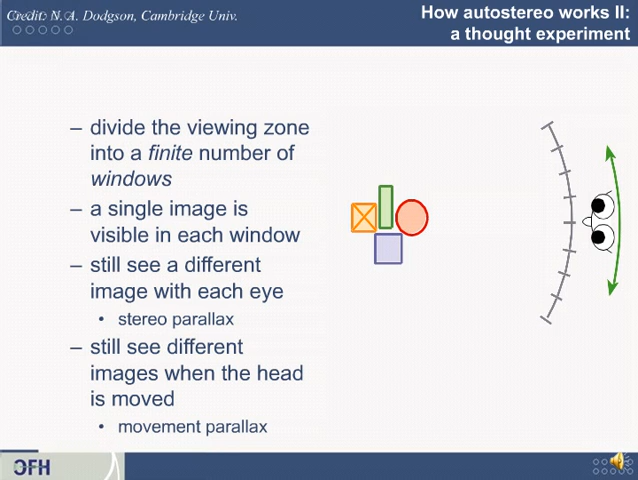 Credit: N. A. Dodgson, Cambridge Univ.
How autostereo works II:
a thought experiment
– divide the viewing zone
into a finite number of
windows
– a single image is
visible in each window
– still see a different
image with each eye
• stereo parallax
– still see different
images when the head
is moved
• movement parallax